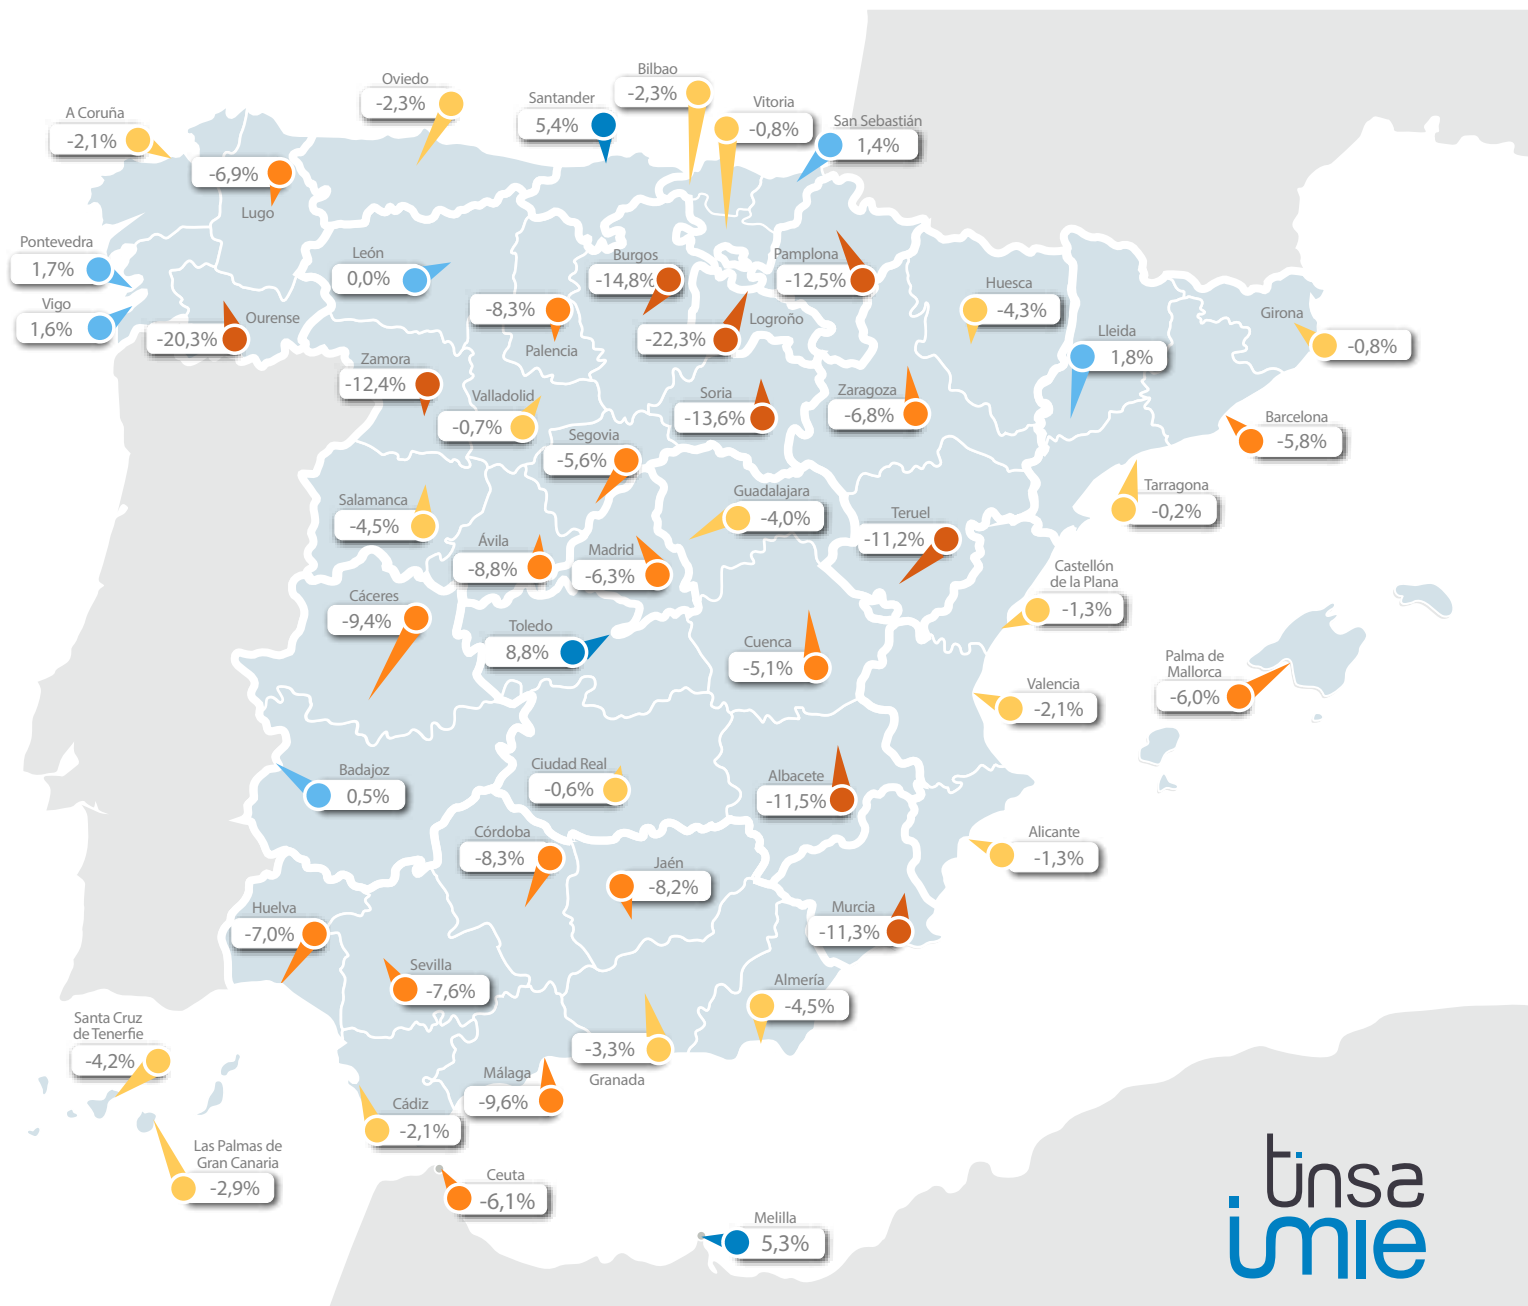 Oviedo
-2,3%
Bilbao
-2,3%
Santander
5,4%
Vitoria
-0,8%
San Sebastián
1,4%
A Coruña
-2,1%
-6,9%
Lugo
Pontevedra
1,7%
Vigo
1,6%
León
0,0%
Burgos
-14,8%
Pamplona
-12,5%
Huesca
-4,3%
Ourense
-20,3%
-8,3%
Palencia
Logroño
-22,3%
Lleida
1,8%
Girona
-0,8%
Zamora
-12,4%
Valladolid
-0,7%
Soria
-13,6%
Zaragoza
-6,8%
Barcelona
-5,8%
Segovia
-5,6%
Salamanca
-4,5%
Guadalajara
-4,0%
Teruel
-11,2%
Tarragona
-0,2%
Ávila
-8,8%
Madrid
-6,3%
Castellón
de la Plana
-1,3%
Cáceres
-9,4%
Toledo
8,8%
Cuenca
-5,1%
Palma de
Mallorca
-6,0%
Valencia
-2,1%
Badajoz
0,5%
Ciudad Real
-0,6%
Albacete
-11,5%
Córdoba
-8,3%
Jaén
-8,2%
Alicante
-1,3%
Huelva
-7,0%
Murcia
-11,3%
Sevilla
-7,6%
Almería
-4,5%
Santa Cruz
de Tenerfie
-4,2%
-3,3%
Granada
Málaga
-9,6%
Cádiz
-2,1%
Las Palmas de
Gran Canaria
-2,9%
Ceuta
-6,1%
Melilla
5,3%
tinsa
imie